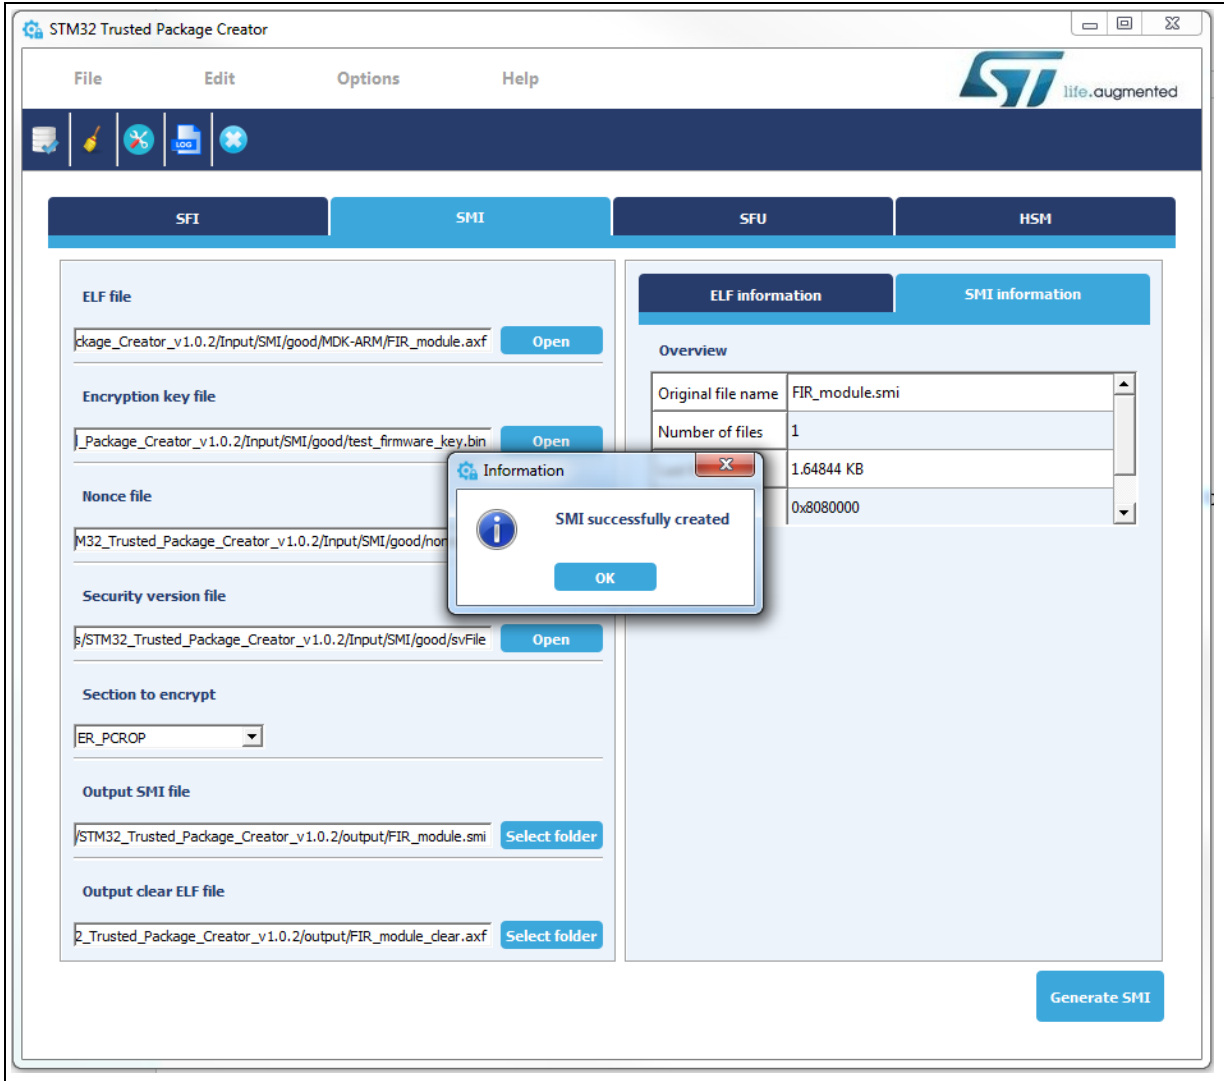 STM32 Trusted Package Creator
File Edit Options Help
life.augmented
LOG
SFI SMI SFU HSM
ELF file
ckage_Creator_v1.0.2/Input/SMI/good/MDK-ARM/FIR_module.axf Open
Encryption key file
l_Package_Creator_v1.0.2/Input/SMI/good/test_firmware_key.bin Open
Nonce file
M32_Trusted_Package_Creator_v1.0.2/Input/SMI/good/non
Security version file
s/STM32_Trusted_Package_Creator_v1.0.2/Input/SMI/good/svFile Open
Section to encrypt
ER_PCROP
Output SMI file
/STM32_Trusted_Package_Creator_v1.0.2/output/FIR_module.smi Select folder
Output clear ELF file
2_Trusted_Package_Creator_v1.0.2/output/FIR_module_clear.axf Select folder
ELF information SMI information
Overview
Original file name FIR_module.smi
Number of files 1
1.64844 KB
0x8080000
Information
SMI successfully created
OK
Generate SMI